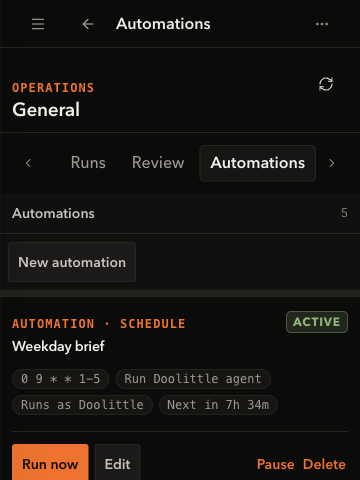 Automations
OPERATIONS
General
Runs Review Automations
Automations 5
New automation
AUTOMATION · SCHEDULE ACTIVE
Weekday brief
0 9 * * 1–5 Run Doolittle agent
Runs as Doolittle Next in 7h 34m
Run now Edit Pause Delete